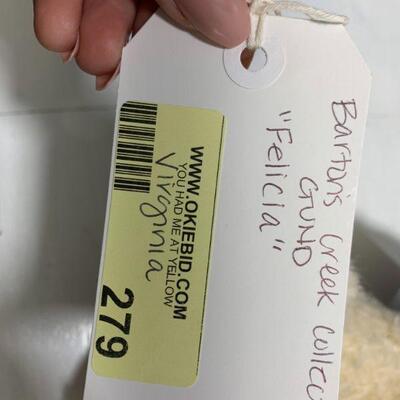 Barton's Creek Collec
GUND
"Felicia"
WWW.OKIEBID.COM
YOU HAD ME AT YELLOW
Virginia
279